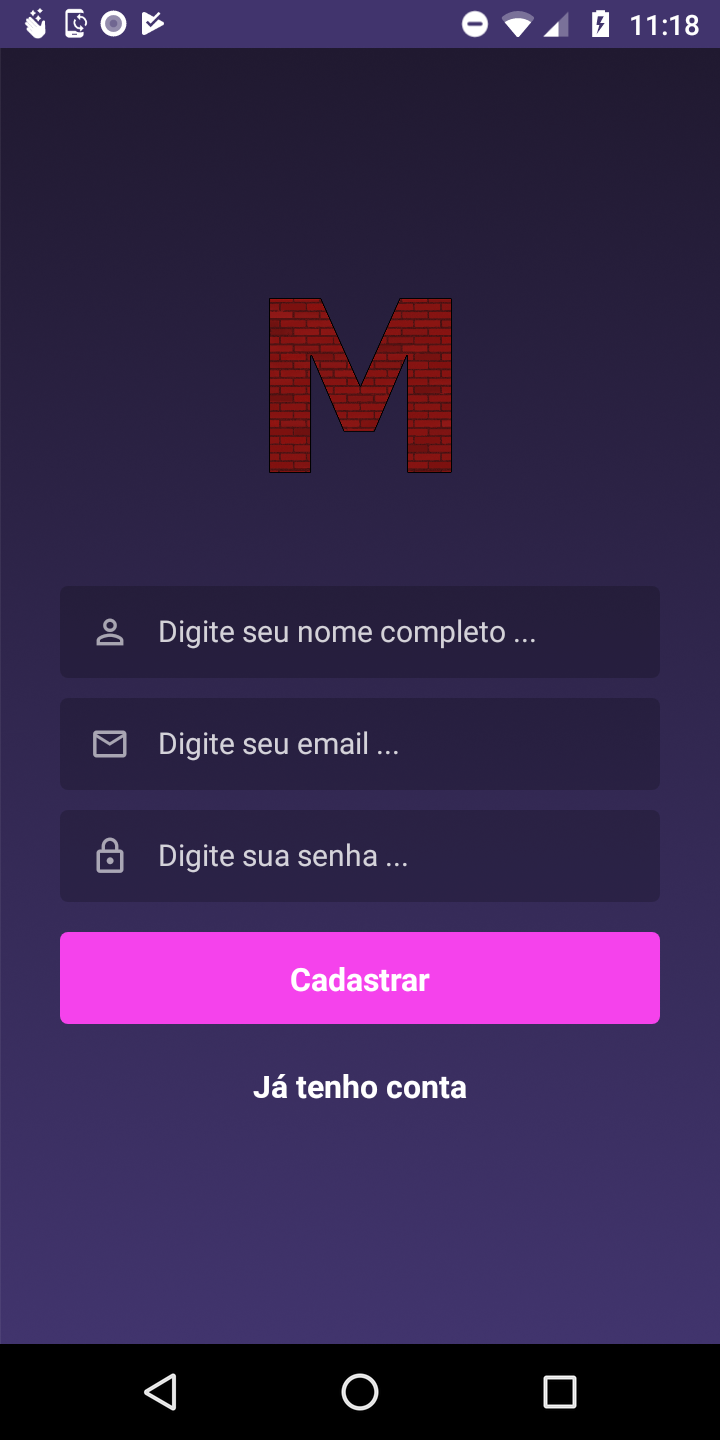 11:18
M
Digite seu nome completo ...
Digite seu email ...
Digite sua senha ...
Cadastrar
Já tenho conta